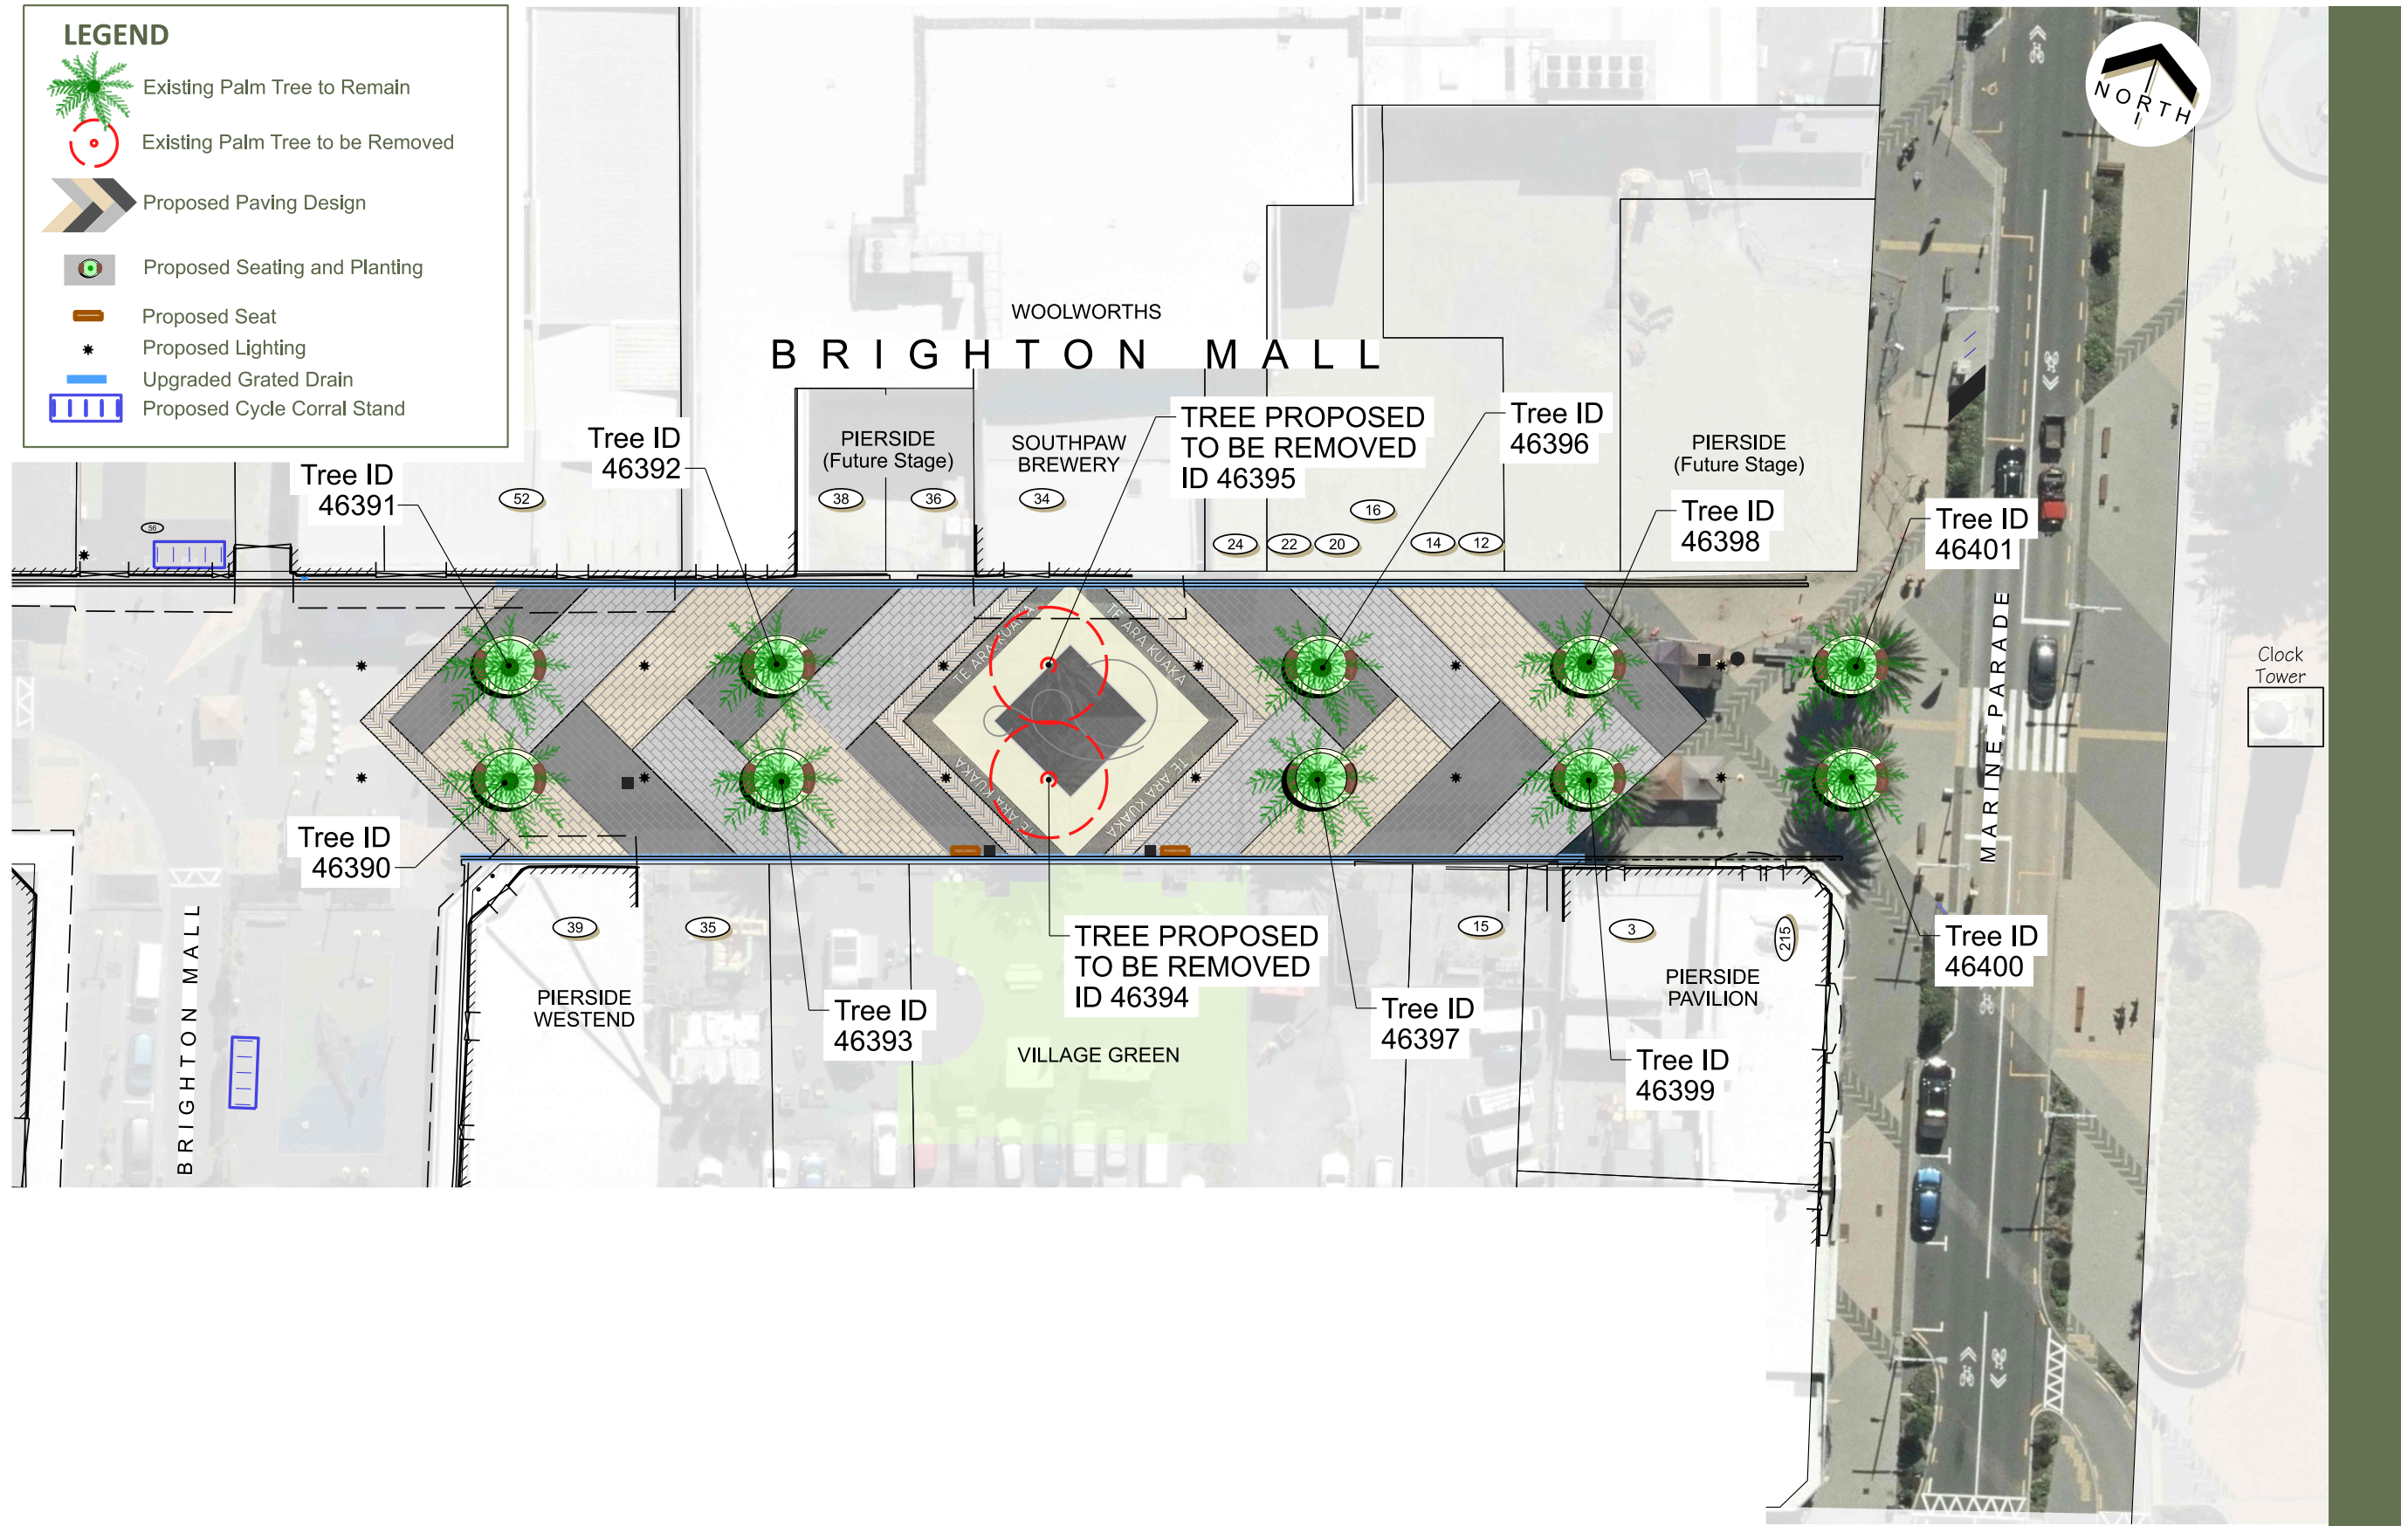 LEGEND
Existing Palm Tree to Remain
Existing Palm Tree to be Removed
Proposed Paving Design
Proposed Seating and Planting
Proposed Seat
Proposed Lighting
Upgraded Grated Drain
Proposed Cycle Corral Stand
NORTH
WOOLWORTHS
BRIGHTON MALL
Tree ID
46391
Tree ID
46392
PIERSIDE
(Future Stage)
SOUTHPAW
BREWERY
TREE PROPOSED
TO BE REMOVED
ID 46395
Tree ID
46396
PIERSIDE
(Future Stage)
Tree ID
46398
Tree ID
46401
56
52
38
36
34
24
22
20
16
14
12
TE ARA KUAKA
TE ARA KUAKA
TE ARA KUAKA
TE ARA KUAKA
MARINE PARADE
Clock
Tower
Tree ID
46390
BRIGHTON MALL
39
35
15
3
215
PIERSIDE
WESTEND
Tree ID
46393
TREE PROPOSED
TO BE REMOVED
ID 46394
VILLAGE GREEN
Tree ID
46397
PIERSIDE
PAVILION
Tree ID
46399
Tree ID
46400